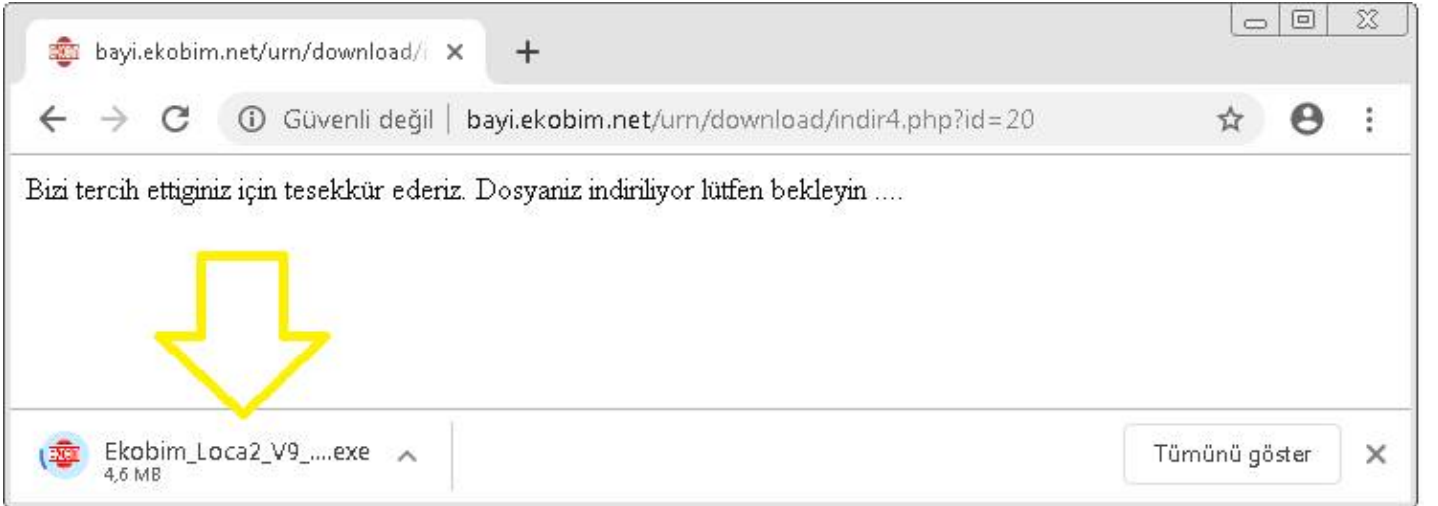 bayi.ekobim.net/urn/download/i
Güvenli değil | bayi.ekobim.net/urn/download/indir4.php?id=20
Bizi tercih ettiginiz için tesekkür ederiz. Dosyaniz indiriliyor lütfen bekleyin ....
Ekobim_Loca2_V9_....exe
4,6 MB
Tümünü göster